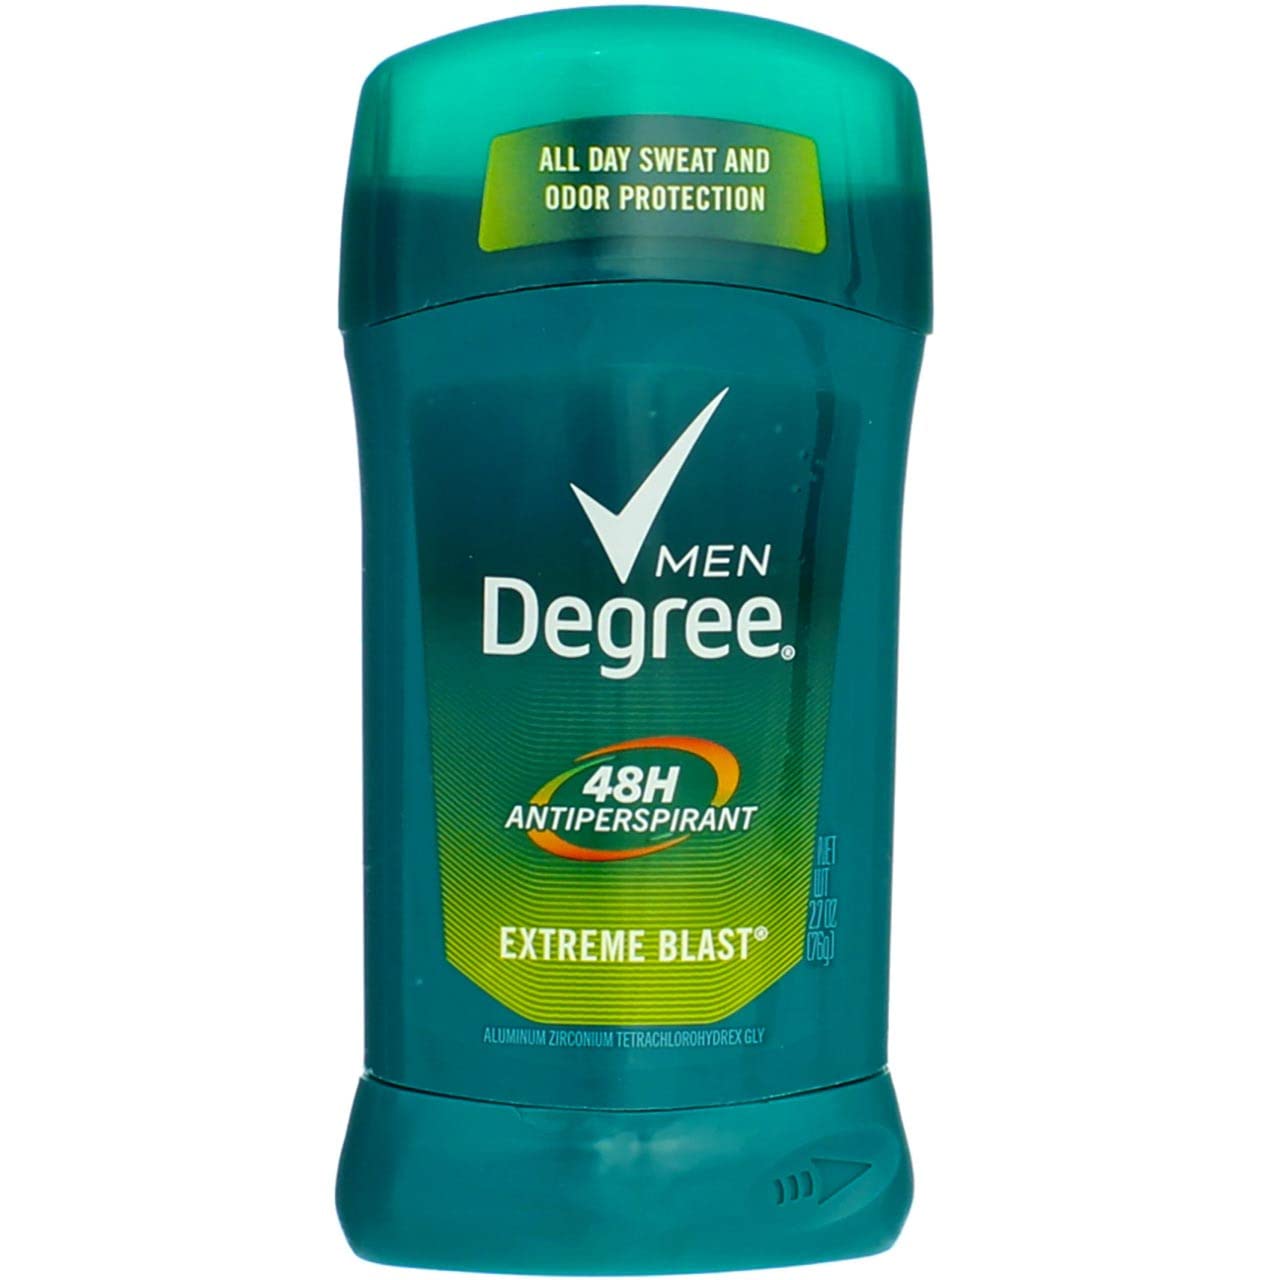 ALL DAY SWEAT AND
ODOR PROTECTION
MEN
Degree®
48H
ANTIPERSPIRANT
EXTREME BLAST®
NET
WT
2.7 OZ
(76g)
ALUMINUM ZIRCONIUM TETRACHLOROHYDREX GLY